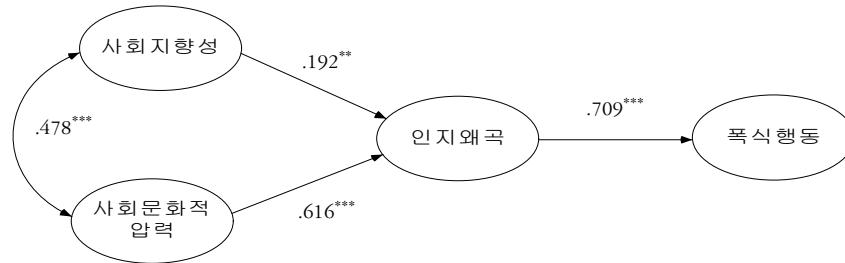 사회지향성
.192**
.478***
인지왜곡
.709***
폭식행동
사회문화적
압력
.616***